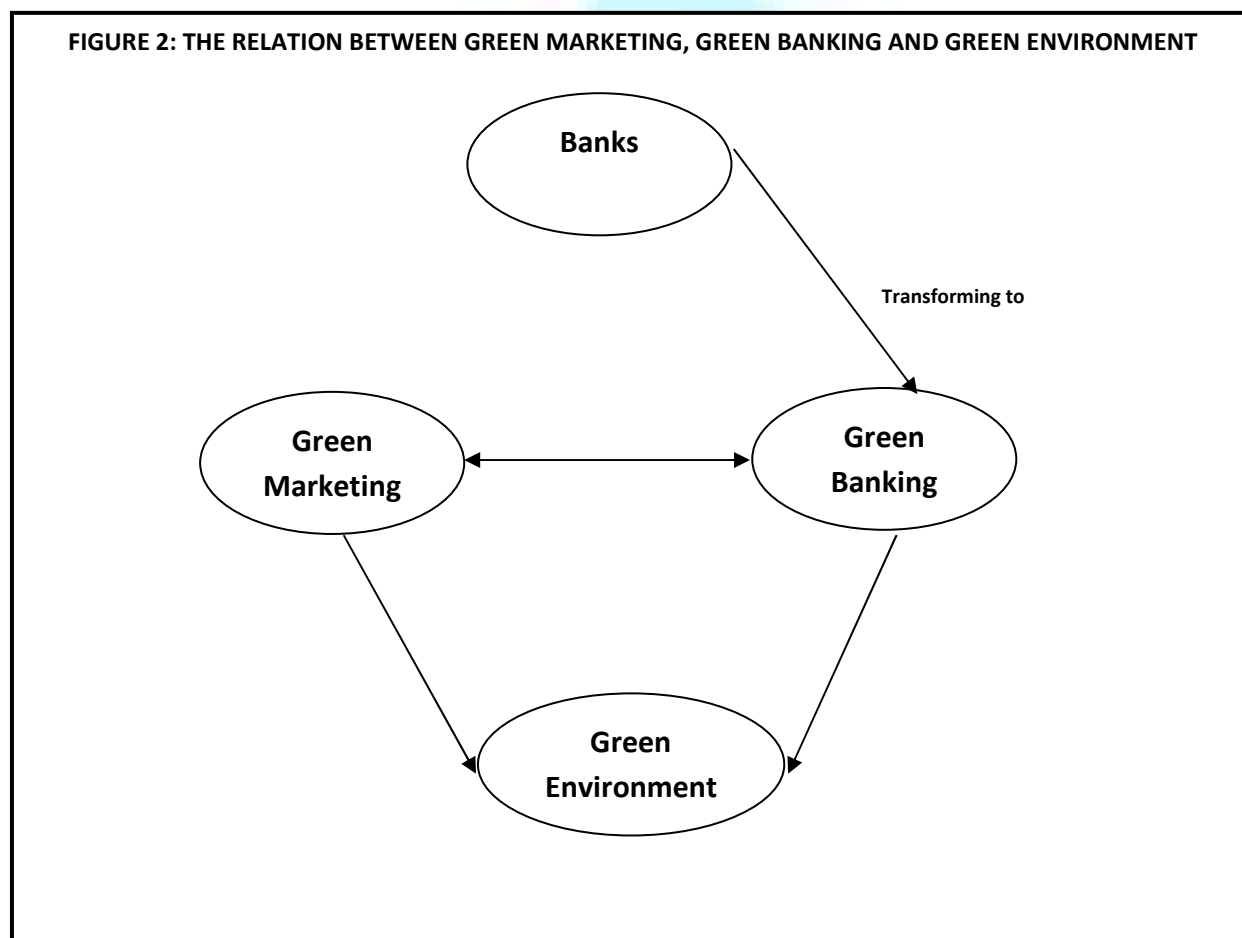 FIGURE 2: THE RELATION BETWEEN GREEN MARKETING, GREEN BANKING AND GREEN ENVIRONMENT
Banks
Transforming to
Green
Marketing
Green
Banking
Green
Environment